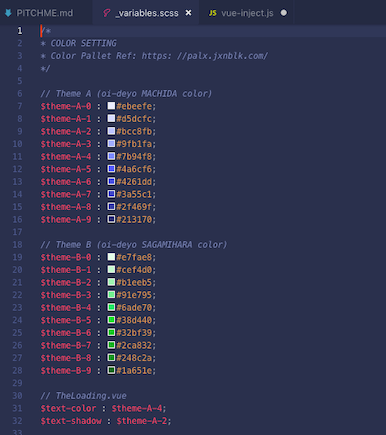 PITCHME.md _variables.scss × JS vue-inject.js
1 /*
2 * COLOR SETTING
3 * Color Pallet Ref: https: //palx.jxnblk.com/
4 */
5
6 // Theme A (oi-deyo MACHIDA color)
7 $theme-A-0 : #ebeefe;
8 $theme-A-1 : #d5dcfc;
9 $theme-A-2 : #bcc8fb;
10 $theme-A-3 : #9fb1fa;
11 $theme-A-4 : #7b94f8;
12 $theme-A-5 : #4a6cf6;
13 $theme-A-6 : #4261dd;
14 $theme-A-7 : #3a55c1;
15 $theme-A-8 : #2f469f;
16 $theme-A-9 : #213170;
17
18 // Theme B (oi-deyo SAGAMIHARA color)
19 $theme-B-0 : #e7fae8;
20 $theme-B-1 : #cef4d0;
21 $theme-B-2 : #b1eeb5;
22 $theme-B-3 : #91e795;
23 $theme-B-4 : #6ade70;
24 $theme-B-5 : #38d440;
25 $theme-B-6 : #32bf39;
26 $theme-B-7 : #2ca832;
27 $theme-B-8 : #248c2a;
28 $theme-B-9 : #1a651e;
29
30 // TheLoading.vue
31 $text-color : $theme-A-4;
32 $text-shadow : $theme-A-2;
33